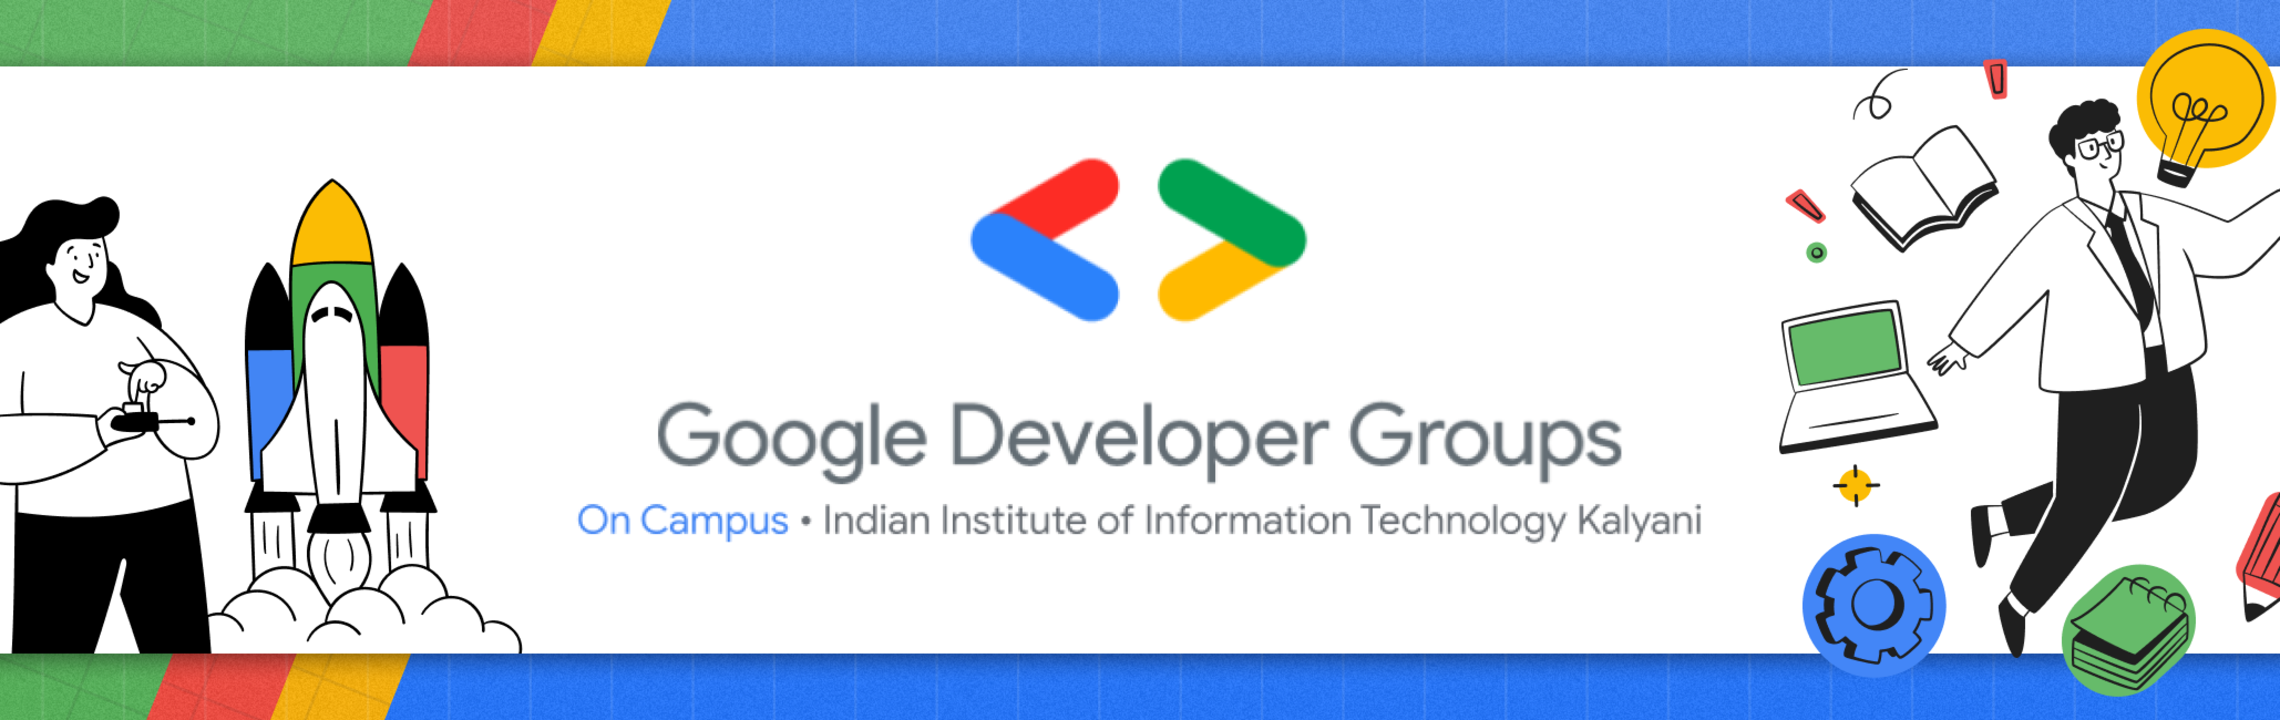 Google Developer Groups
On Campus • Indian Institute of Information Technology Kalyani